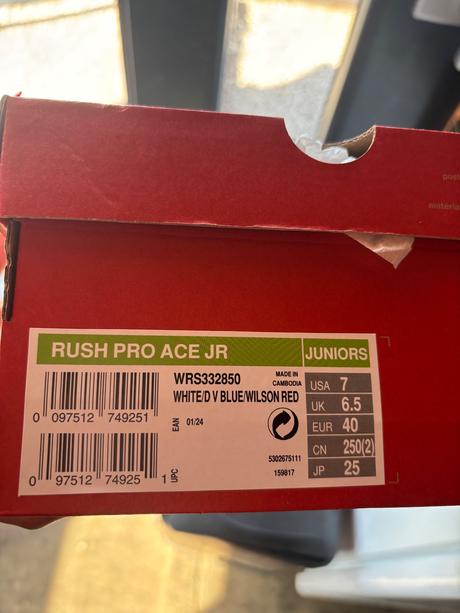 RUSH PRO ACE JR
JUNIORS
WRS332850
WHITE/D V BLUE/WILSON RED
MADE IN
CAMBODIA
0 097512 749251
EAN
01/24
0 97512 74925 1
UPC
5302675111
159817
USA 7
UK 6.5
EUR 40
CN 250(2)
JP 25